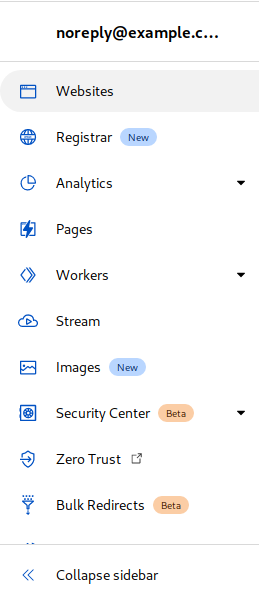 noreply@example.c...
Websites
Registrar New
Analytics
Pages
Workers
Stream
Images New
Security Center Beta
Zero Trust
Bulk Redirects Beta
Collapse sidebar